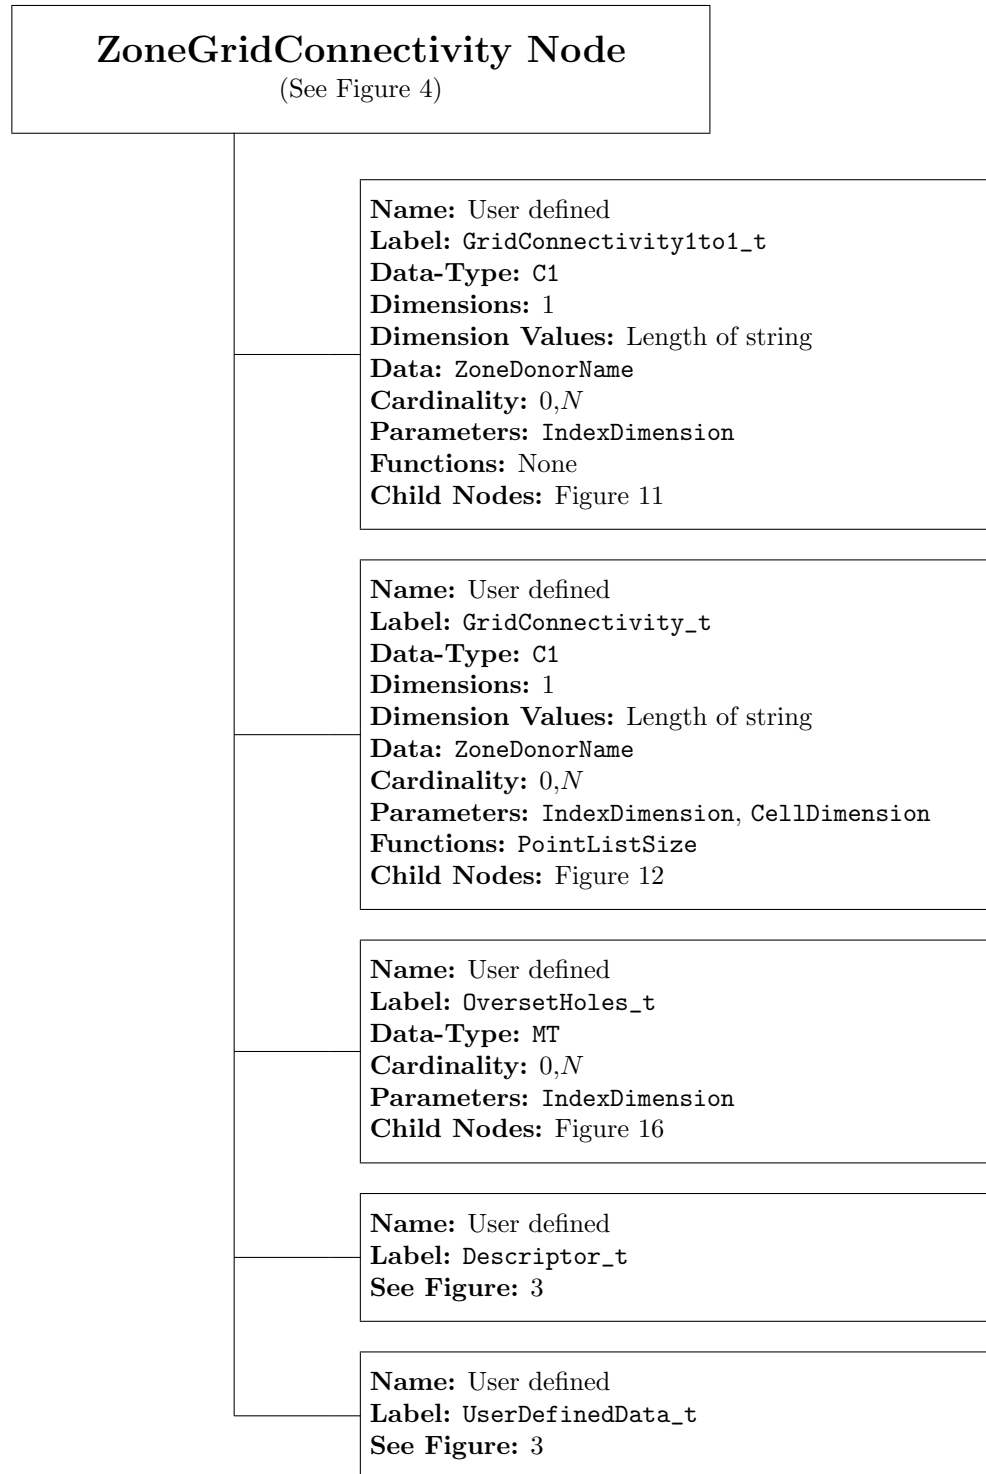 ZoneGridConnectivity Node
(See Figure 4)
Name: User defined
Label: GridConnectivity1to1_t
Data-Type: C1
Dimensions: 1
Dimension Values: Length of string
Data: ZoneDonorName
Cardinality: 0,N
Parameters: IndexDimension
Functions: None
Child Nodes: Figure 11
Name: User defined
Label: GridConnectivity_t
Data-Type: C1
Dimensions: 1
Dimension Values: Length of string
Data: ZoneDonorName
Cardinality: 0,N
Parameters: IndexDimension, CellDimension
Functions: PointListSize
Child Nodes: Figure 12
Name: User defined
Label: OversetHoles_t
Data-Type: MT
Cardinality: 0,N
Parameters: IndexDimension
Child Nodes: Figure 16
Name: User defined
Label: Descriptor_t
See Figure: 3
Name: User defined
Label: UserDefinedData_t
See Figure: 3